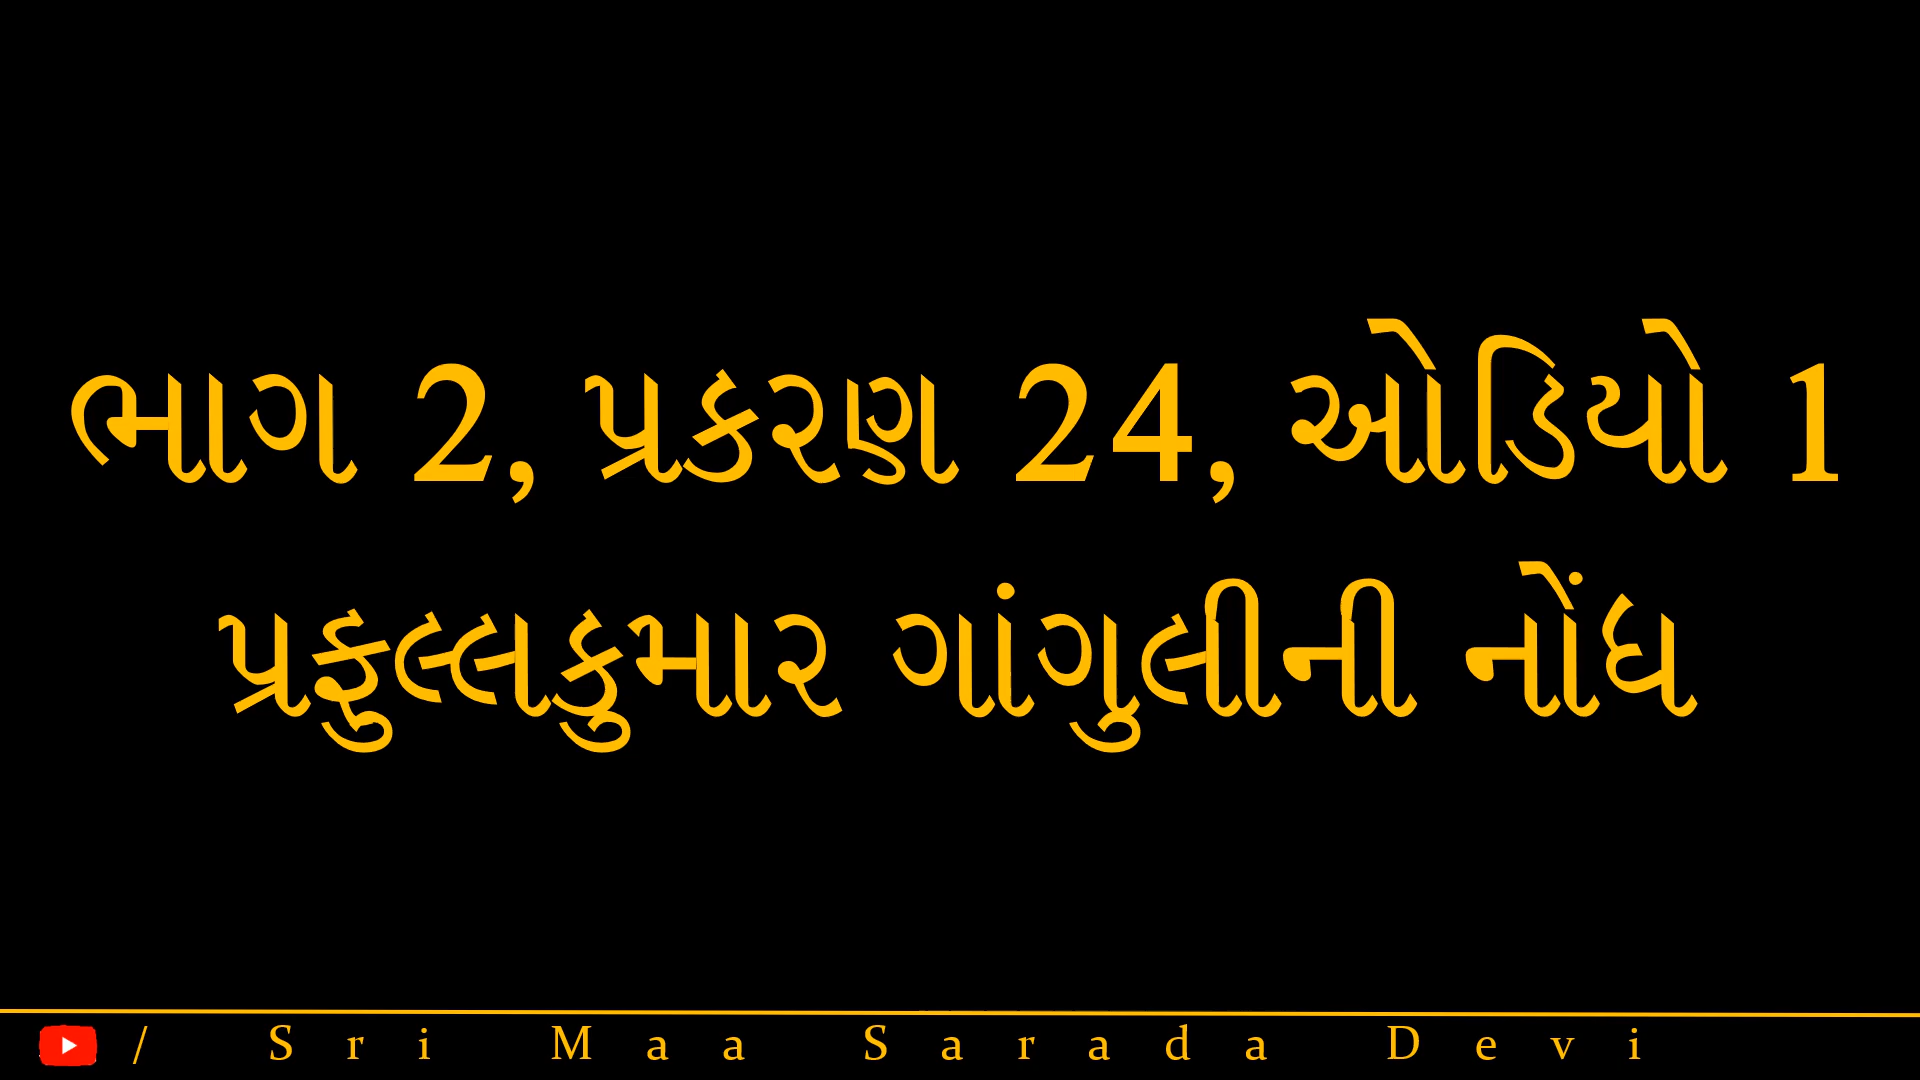 ભાગ 2, પ્રકરણ 24, ઓડિયો 1
પ્રફુલ્લકુમાર ગાંગુલીની નોંધ
/ Sri Maa Sarada Devi